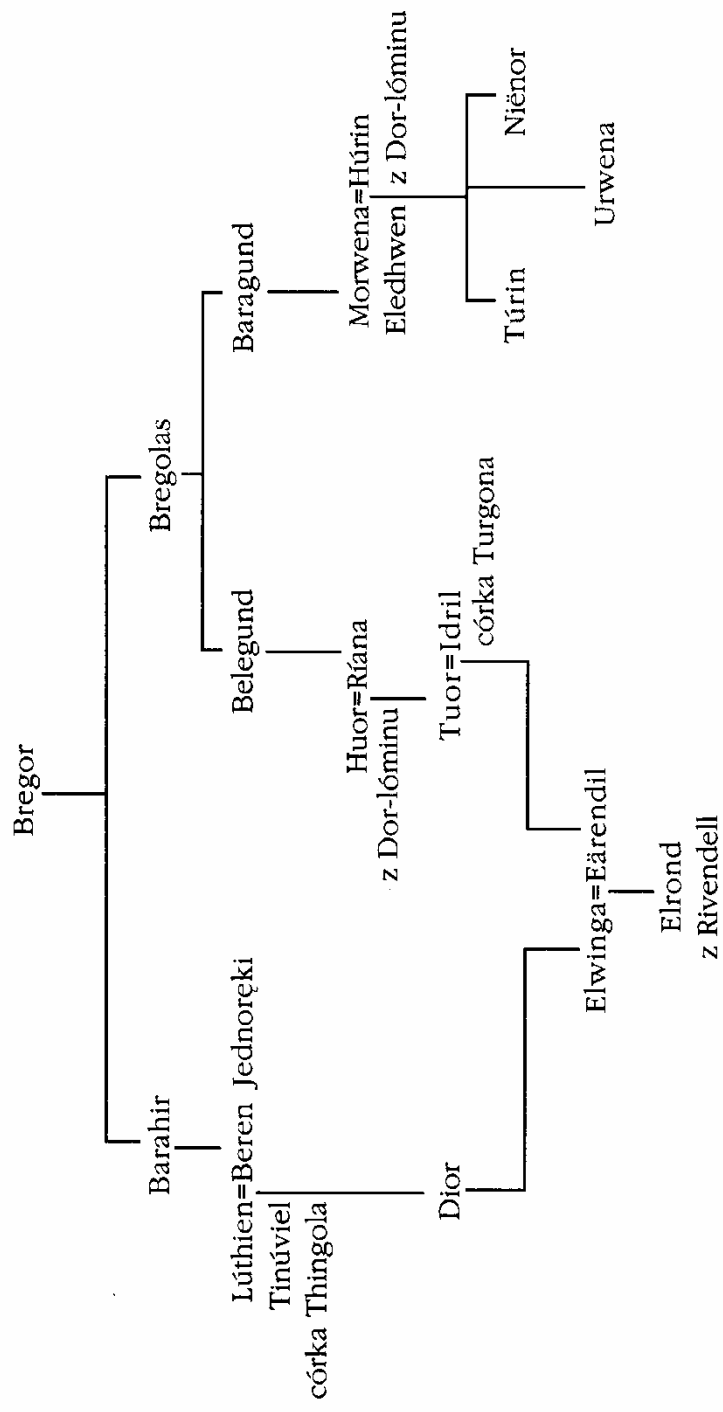 Bregor
Barahir
Bregolas
Lúthien=Beren Jednoręki
Tinúviel
córka Thingola
Belegund
Baragund
Huor=Ríana
z Dor-lóminu
Morwena=Húrin
Eledhwen z Dor-lóminu
Dior
Tuor=Idril
córka Turgona
Túrin
Niënor
Urwena
Elwinga=Eärendil
Elrond
z Rivendell